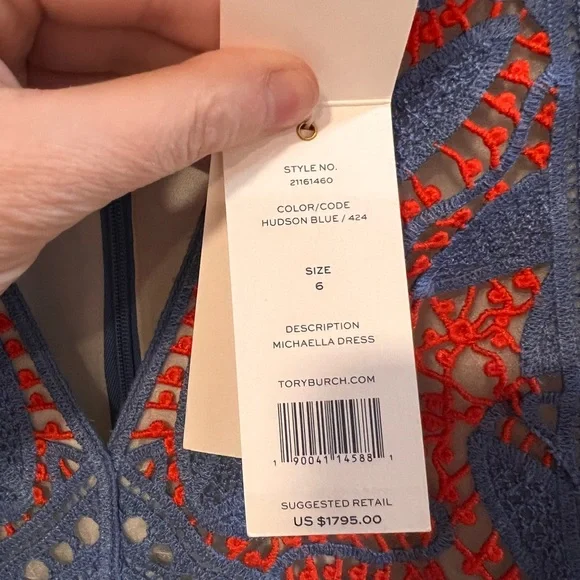 STYLE NO.
21161460
COLOR/CODE
HUDSON BLUE / 424
SIZE
6
DESCRIPTION
MICHAELLA DRESS
TORYBURCH.COM
1 90041 14588 1
SUGGESTED RETAIL
US $1795.00